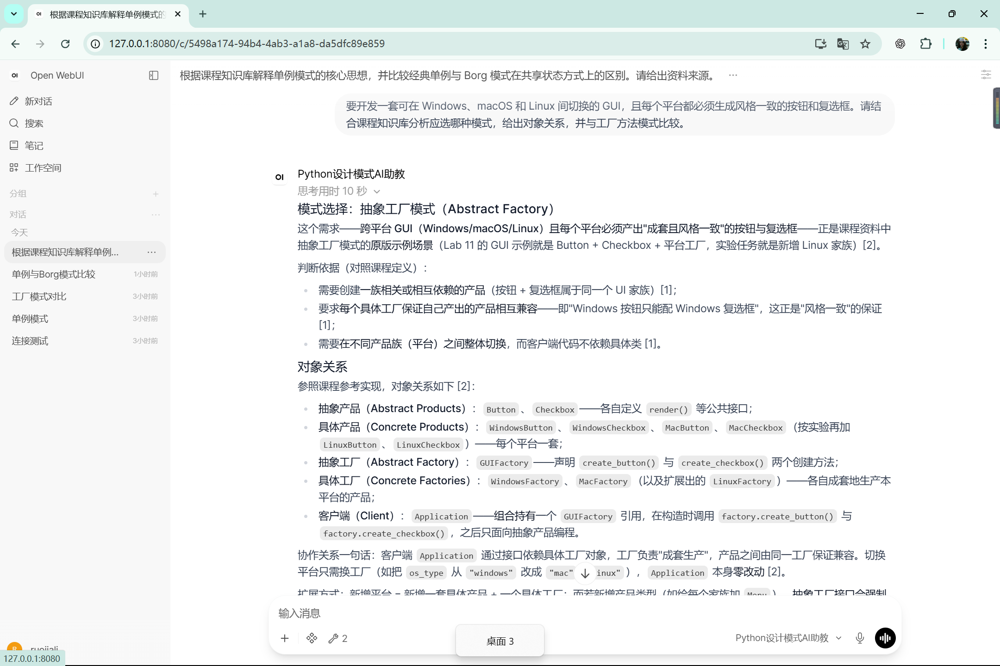 根据课程知识库解释单例模式的
127.0.0.1:8080/c/5498a174-94b4-4ab3-a1a8-da5dfc89e859
OI Open WebUI
新对话
搜索
笔记
工作空间
分组
对话
今天
根据课程知识库解释单例...
单例与Borg模式比较 1小时前
工厂模式对比 3小时前
单例模式 3小时前
连接测试 3小时前
R ruojiali
127.0.0.1:8080
根据课程知识库解释单例模式的核心思想，并比较经典单例与 Borg 模式在共享状态方式上的区别。请给出资料来源。 ...
要开发一套可在 Windows、macOS 和 Linux 间切换的 GUI，且每个平台都必须生成风格一致的按钮和复选框。请结
合课程知识库分析应选哪种模式，给出对象关系，并与工厂方法模式比较。
OI Python设计模式AI助教
思考用时 10 秒
模式选择：抽象工厂模式（Abstract Factory）
这个需求——跨平台 GUI（Windows/macOS/Linux）且每个平台必须产出"成套且风格一致"的按钮与复选框——正是课程资料中
抽象工厂模式的原版示例场景（Lab 11 的 GUI 示例就是 Button + Checkbox + 平台工厂，实验任务就是新增 Linux 家族）[2]。
判断依据（对照课程定义）：
• 需要创建一族相关或相互依赖的产品（按钮 + 复选框属于同一个 UI 家族）[1]；
• 要求每个具体工厂保证自己产出的产品相互兼容——即"Windows 按钮只能配 Windows 复选框"，这正是"风格一致"的保证
[1]；
• 需要在不同产品族（平台）之间整体切换，而客户端代码不依赖具体类 [1]。
对象关系
参照课程参考实现，对象关系如下 [2]：
• 抽象产品（Abstract Products）： Button 、 Checkbox ——各自定义 render() 等公共接口；
• 具体产品（Concrete Products）： WindowsButton 、 WindowsCheckbox 、 MacButton 、 MacCheckbox （按实验再加
LinuxButton 、 LinuxCheckbox ）——每个平台一套；
• 抽象工厂（Abstract Factory）： GUIFactory ——声明 create_button() 与 create_checkbox() 两个创建方法；
• 具体工厂（Concrete Factories）： WindowsFactory 、 MacFactory （以及扩展出的 LinuxFactory ）——各自成套地生产本
平台的产品；
• 客户端（Client）： Application ——组合持有一个 GUIFactory 引用，在构造时调用 factory.create_button() 与
factory.create_checkbox() ，之后只面向抽象产品编程。
协作关系一句话：客户端 Application 通过接口依赖具体工厂对象，工厂负责"成套生产"，产品之间由同一工厂保证兼容。切换
平台只需换工厂（如把 os_type 从 "windows" 改成 "mac" inux" ）， Application 本身零改动 [2]。
扩展方式：新增平台 = 新增一套具体产品 + 一个具体工厂；而若新增产品类型（如给每个家族加 Menu ），抽象工厂接口会强制
输入消息
2
桌面 3
Python设计模式AI助教